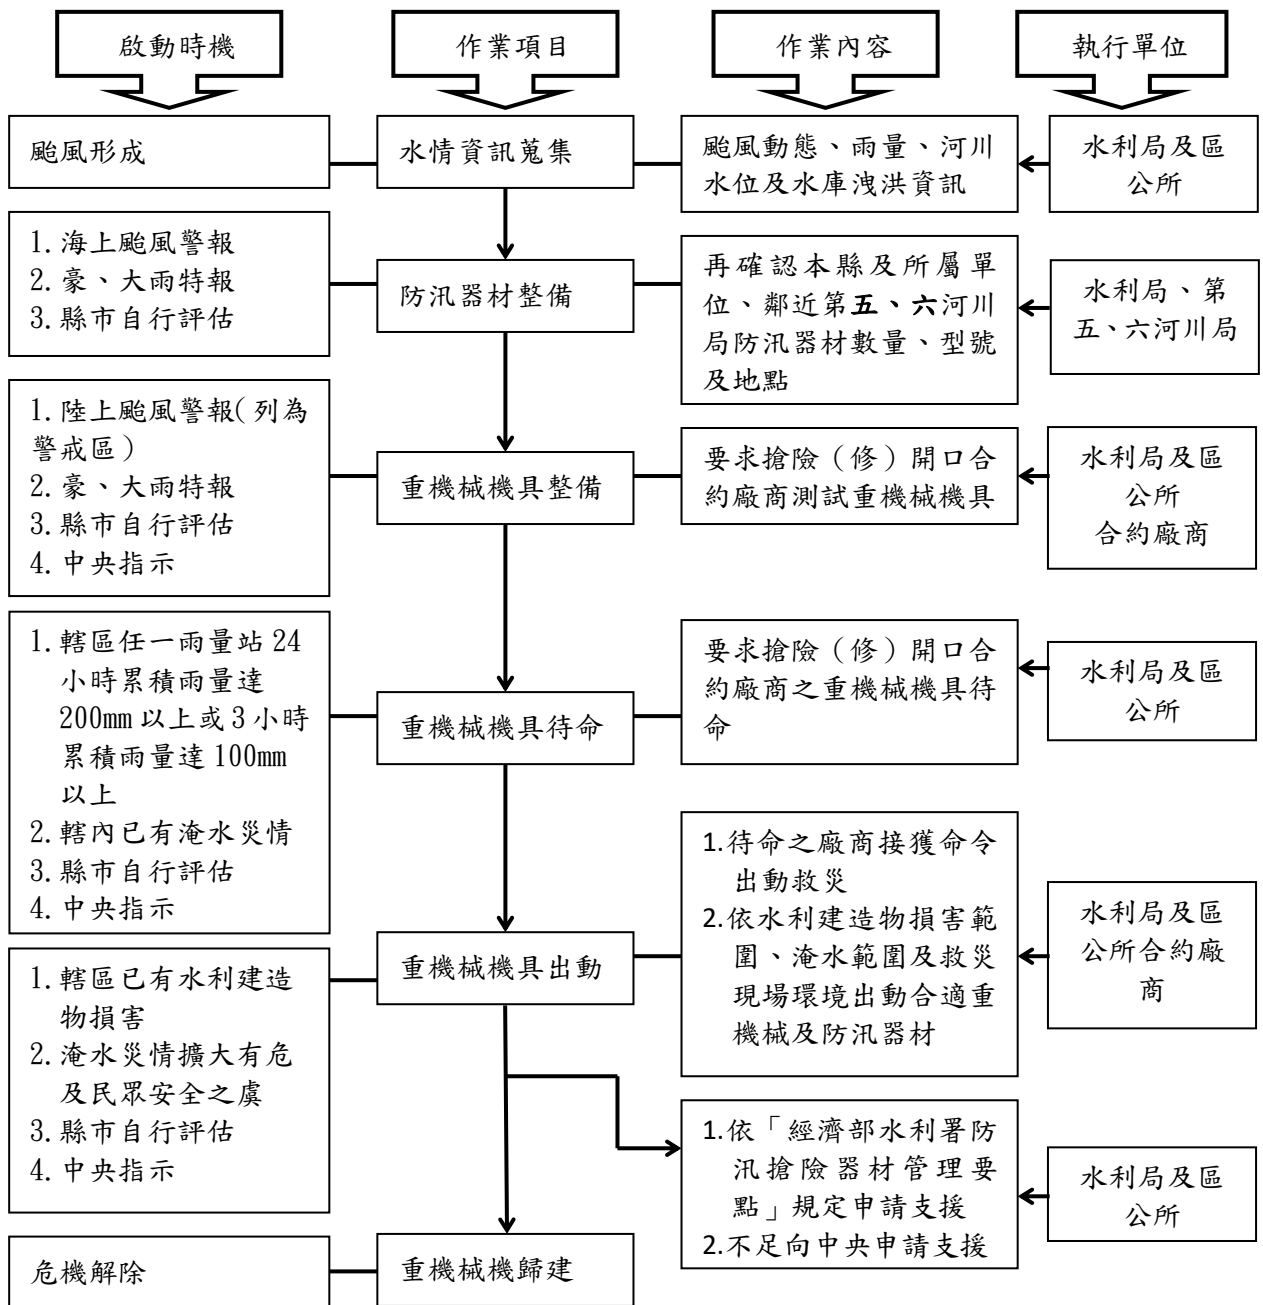 啟動時機
作業項目
作業內容
執行單位
颱風形成
水情資訊蒐集
颱風動態、雨量、河川
水位及水庫洩洪資訊
水利局及區
公所
1.海上颱風警報
2.豪、大雨特報
3.縣市自行評估
防汛器材整備
再確認本縣及所屬單
位、鄰近第五、六河川
局防汛器材數量、型號
及地點
水利局、第
五、六河川局
1.陸上颱風警報(列為
警戒區)
2.豪、大雨特報
3.縣市自行評估
4.中央指示
重機械機具整備
要求搶險（修）開口合
約廠商測試重機械機具
水利局及區
公所
合約廠商
1.轄區任一雨量站 24
小時累積雨量達
200mm 以上或 3 小時
累積雨量達 100mm
以上
2.轄內已有淹水災情
3.縣市自行評估
4.中央指示
重機械機具待命
要求搶險（修）開口合
約廠商之重機械機具待
命
水利局及區
公所
1.轄區已有水利建造
物損害
2.淹水災情擴大有危
及民眾安全之虞
3.縣市自行評估
4.中央指示
重機械機具出動
1.待命之廠商接獲命令
出動救災
2.依水利建造物損害範
圍、淹水範圍及救災
現場環境出動合適重
機械及防汛器材
水利局及區
公所合約廠
商
1.依「經濟部水利署防
汛搶險器材管理要
點」規定申請支援
2.不足向中央申請支援
水利局及區
公所
危機解除
重機械機歸建